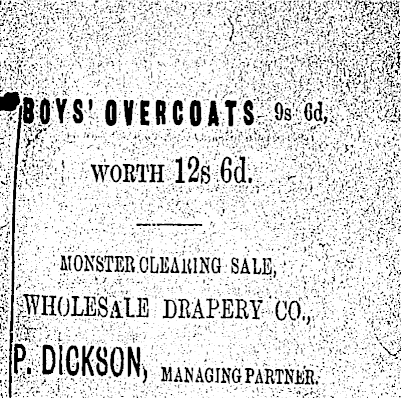 BOYS' OVERCOATS 9s 6d,
WORTH 12s 6d.
MONSTER CLEARING SALE,
WHOLESALE DRAPERY CO.,
P. DICKSON, MANAGING PARTNER.